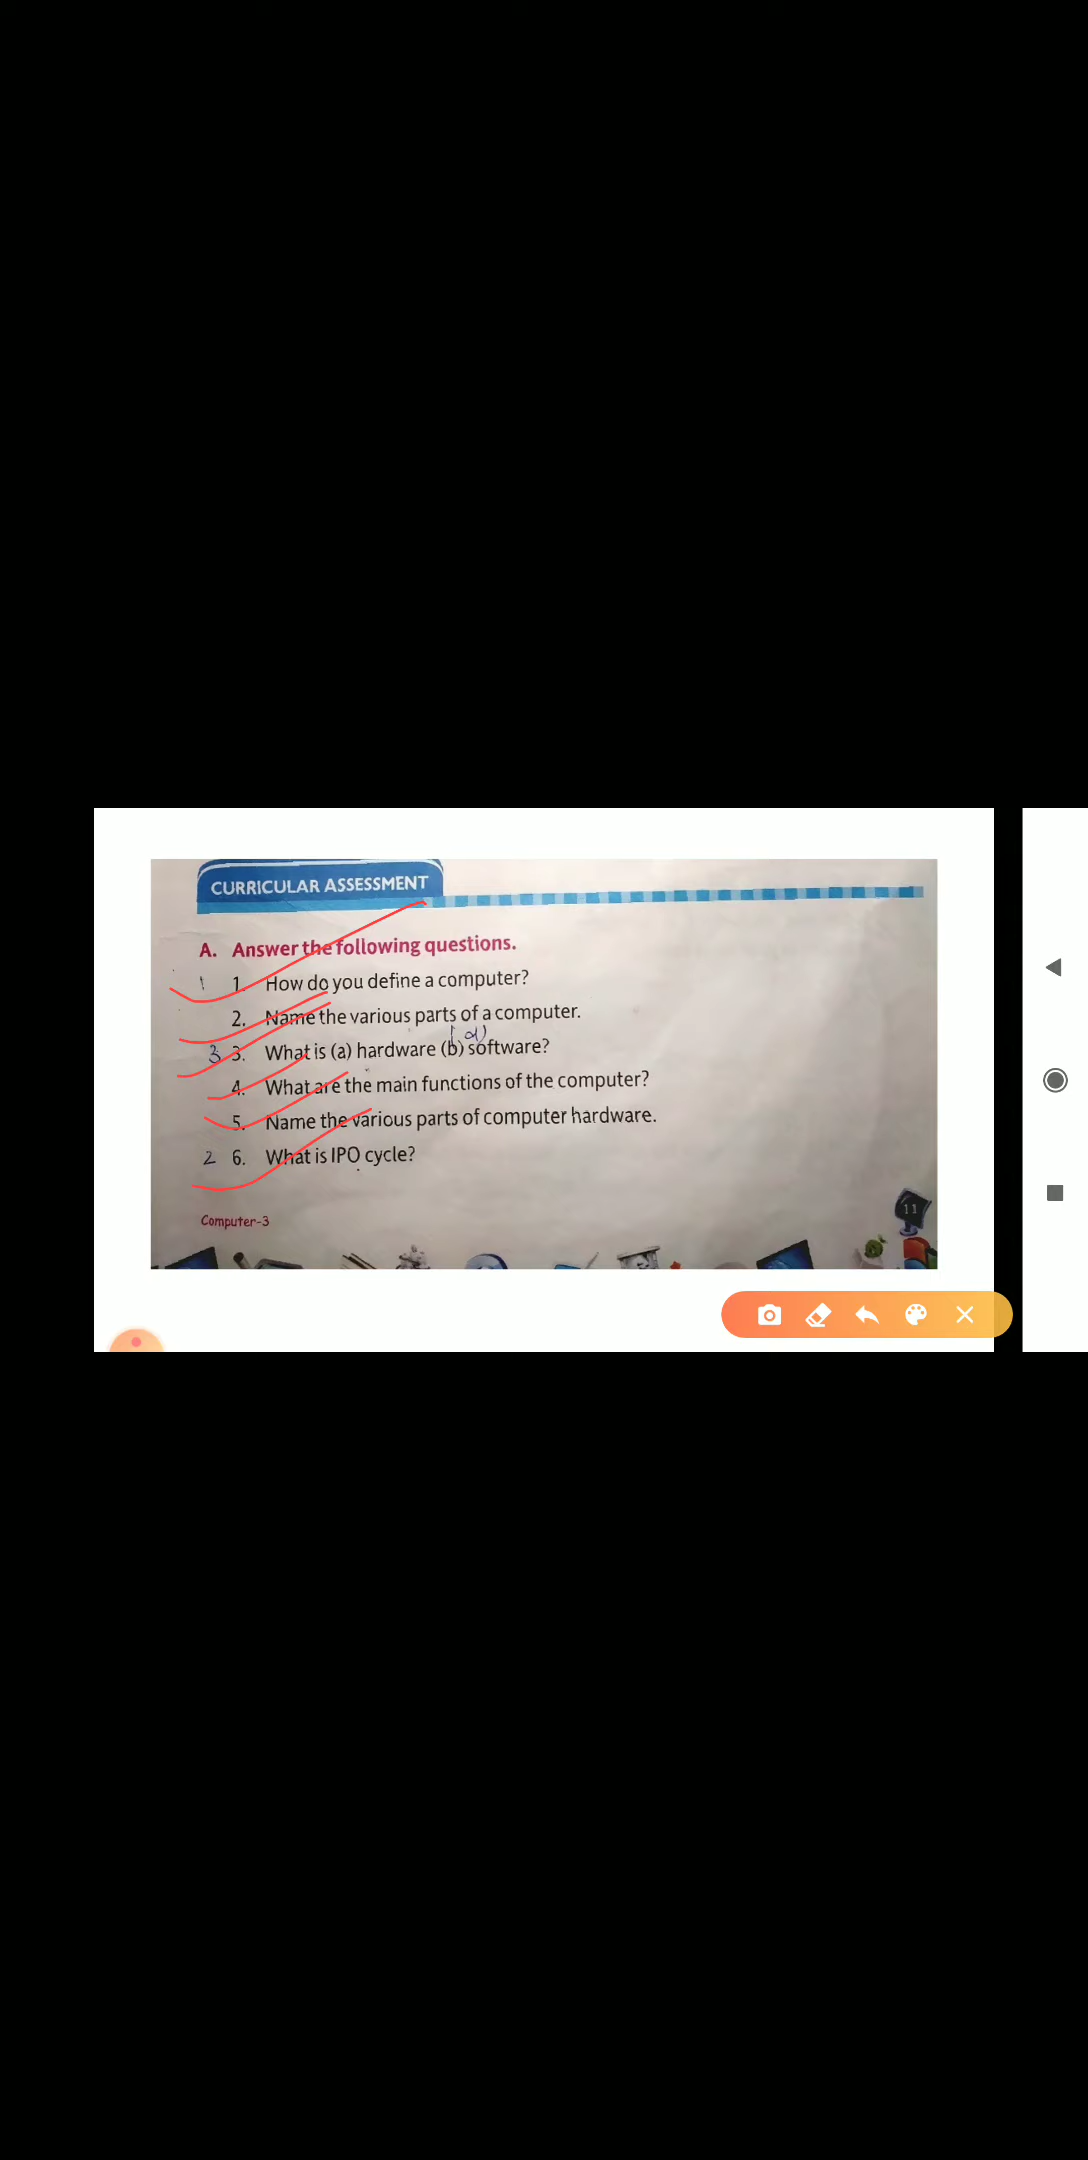 CURRICULAR ASSESSMENT
A. Answer the following questions.
1 1. How do you define a computer?
2. Name the various parts of a computer.
3 3. What is (a) hardware (b) software?
4. What are the main functions of the computer?
5. Name the various parts of computer hardware.
2 6. What is IPO cycle?
11
Computer-3